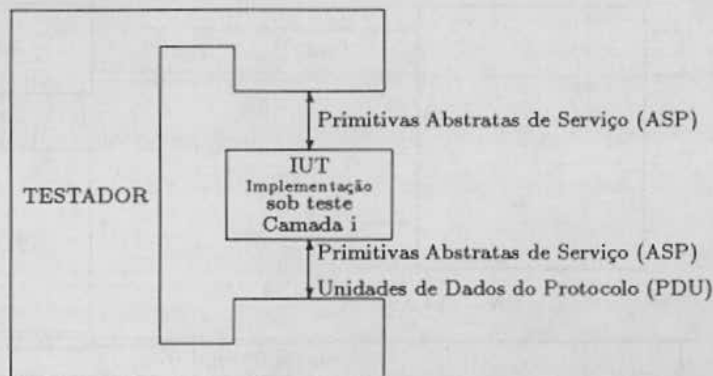 Primitivas Abstratas de Serviço (ASP)
IUT
Implementação
sob teste
Camada i
TESTADOR
Primitivas Abstratas de Serviço (ASP)
Unidades de Dados do Protocolo (PDU)